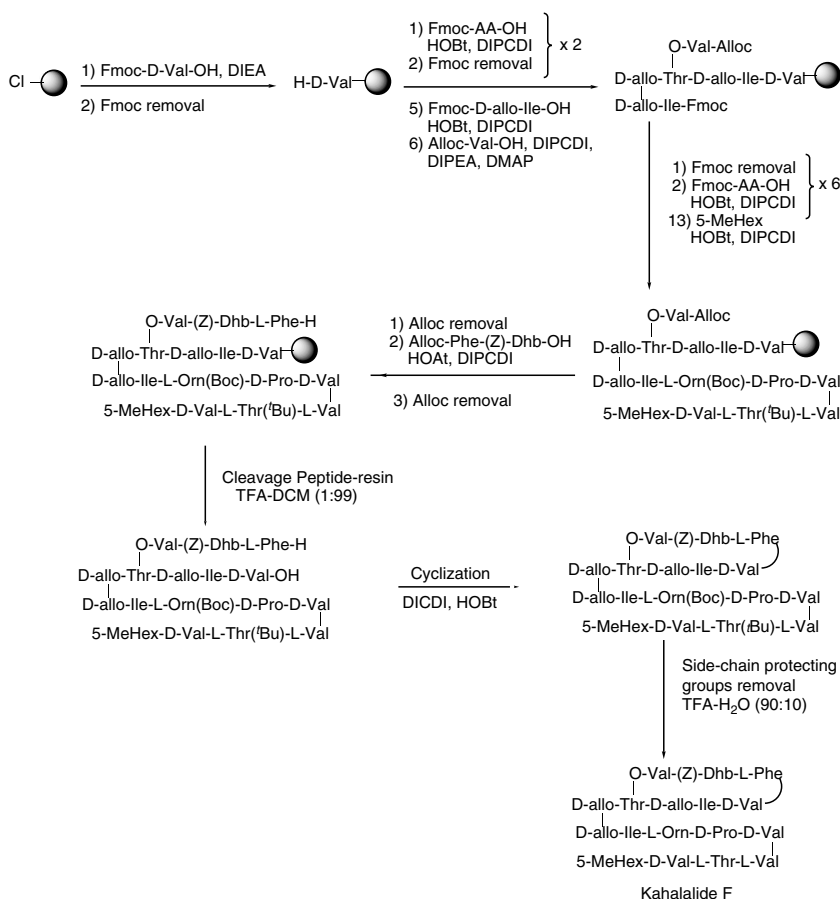 Cl
1) Fmoc-D-Val-OH, DIEA
2) Fmoc removal
H-D-Val
1) Fmoc-AA-OH
HOBt, DIPCDI
2) Fmoc removal
x 2
5) Fmoc-D-allo-Ile-OH
HOBt, DIPCDI
6) Alloc-Val-OH, DIPCDI,
DIPEA, DMAP
O-Val-Alloc
D-allo-Thr-D-allo-Ile-D-Val
D-allo-Ile-Fmoc
1) Fmoc removal
2) Fmoc-AA-OH
HOBt, DIPCDI
x 6
13) 5-MeHex
HOBt, DIPCDI
O-Val-Alloc
D-allo-Thr-D-allo-Ile-D-Val
D-allo-Ile-L-Orn(Boc)-D-Pro-D-Val
5-MeHex-D-Val-L-Thr(tBu)-L-Val
1) Alloc removal
2) Alloc-Phe-(Z)-Dhb-OH
HOAt, DIPCDI
3) Alloc removal
O-Val-(Z)-Dhb-L-Phe-H
D-allo-Thr-D-allo-Ile-D-Val
D-allo-Ile-L-Orn(Boc)-D-Pro-D-Val
5-MeHex-D-Val-L-Thr(tBu)-L-Val
Cleavage Peptide-resin
TFA-DCM (1:99)
O-Val-(Z)-Dhb-L-Phe-H
D-allo-Thr-D-allo-Ile-D-Val-OH
D-allo-Ile-L-Orn(Boc)-D-Pro-D-Val
5-MeHex-D-Val-L-Thr(tBu)-L-Val
Cyclization
DICDI, HOBt
O-Val-(Z)-Dhb-L-Phe
D-allo-Thr-D-allo-Ile-D-Val
D-allo-Ile-L-Orn(Boc)-D-Pro-D-Val
5-MeHex-D-Val-L-Thr(tBu)-L-Val
Side-chain protecting
groups removal
TFA-H2O (90:10)
O-Val-(Z)-Dhb-L-Phe
D-allo-Thr-D-allo-Ile-D-Val
D-allo-Ile-L-Orn-D-Pro-D-Val
5-MeHex-D-Val-L-Thr-L-Val
Kahalalide F